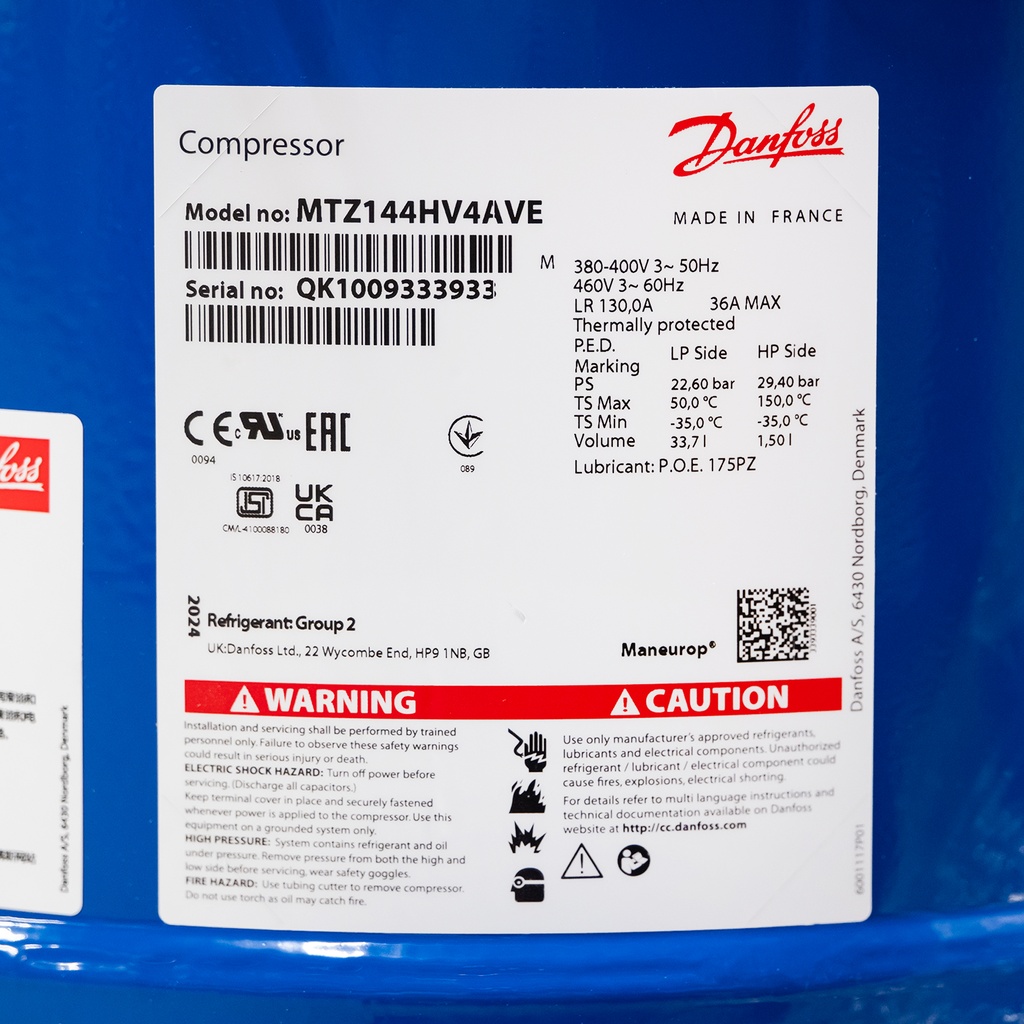 Compressor
Danfoss
Model no: MTZ144HV4AVE
MADE IN FRANCE
Serial no: QK1009333933
M
380-400V 3~ 50Hz
460V 3~ 60Hz
LR 130,0A 36A MAX
Thermally protected
P.E.D.
Marking LP Side HP Side
PS 22,60 bar 29,40 bar
TS Max 50,0 °C 150,0 °C
TS Min -35,0 °C -35,0 °C
Volume 33,7 l 1,50 l
Lubricant: P.O.E. 175PZ
CE
0094
c RU us
EAC
089
IS 10617:2018
ISI
CM/L-4100088180
UK
CA
0038
2024
Refrigerant: Group 2
UK:Danfoss Ltd., 22 Wycombe End, HP9 1NB, GB
Maneurop®
Danfoss A/S, 6430 Nordborg, Denmark
WARNING
Installation and servicing shall be performed by trained
personnel only. Failure to observe these safety warnings
could result in serious injury or death.
ELECTRIC SHOCK HAZARD: Turn off power before
servicing. (Discharge all capacitors.)
Keep terminal cover in place and securely fastened
whenever power is applied to the compressor. Use this
equipment on a grounded system only.
HIGH PRESSURE: System contains refrigerant and oil
under pressure. Remove pressure from both the high and
low side before servicing, wear safety goggles.
FIRE HAZARD: Use tubing cutter to remove compressor.
Do not use torch as oil may catch fire.
CAUTION
Use only manufacturer's approved refrigerants,
lubricants and electrical components. Unauthorized
refrigerant / lubricant / electrical component could
cause fires, explosions, electrical shorting.
For details refer to multi language instructions and
technical documentation available on Danfoss
website at http://cc.danfoss.com
6001117P01
foss
Danfoss A/S, 6430 Nordborg, Denmark